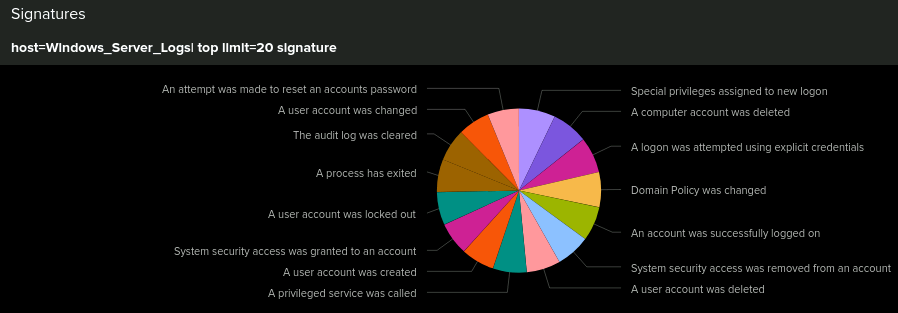 Signatures
host=Windows_Server_Logs| top limit=20 signature
An attempt was made to reset an accounts password
A user account was changed
The audit log was cleared
A process has exited
A user account was locked out
System security access was granted to an account
A user account was created
A privileged service was called
Special privileges assigned to new logon
A computer account was deleted
A logon was attempted using explicit credentials
Domain Policy was changed
An account was successfully logged on
System security access was removed from an account
A user account was deleted